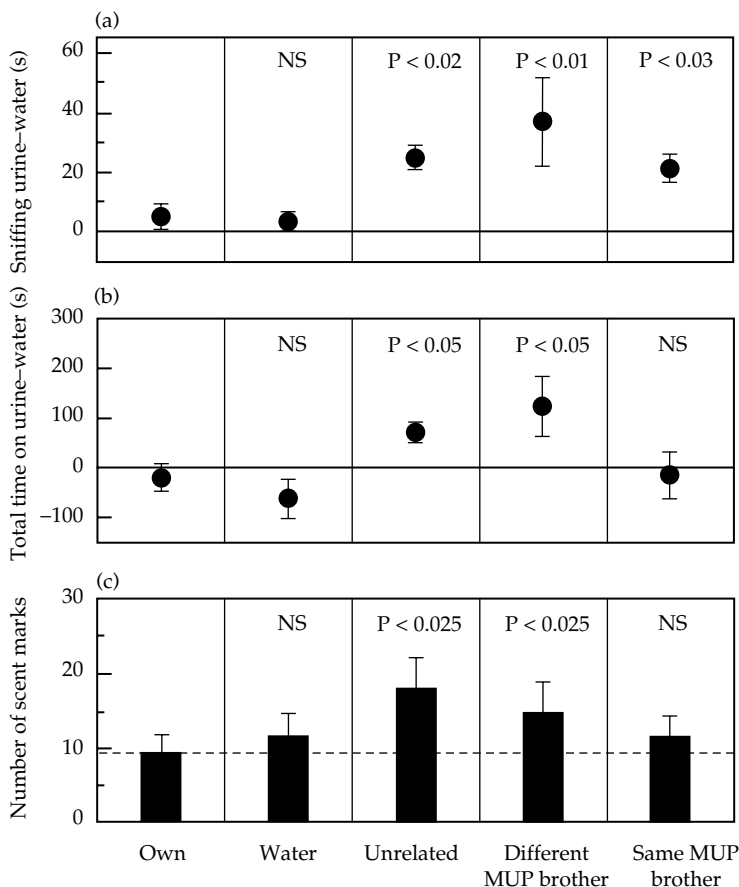 (a)
Sniffing urine–water (s)
60
40
20
0
NS
P < 0.02
P < 0.01
P < 0.03
(b)
Total time on urine–water (s)
300
200
100
0
–100
NS
P < 0.05
P < 0.05
NS
(c)
Number of scent marks
30
20
10
0
NS
P < 0.025
P < 0.025
NS
Own
Water
Unrelated
Different
MUP brother
Same MUP
brother